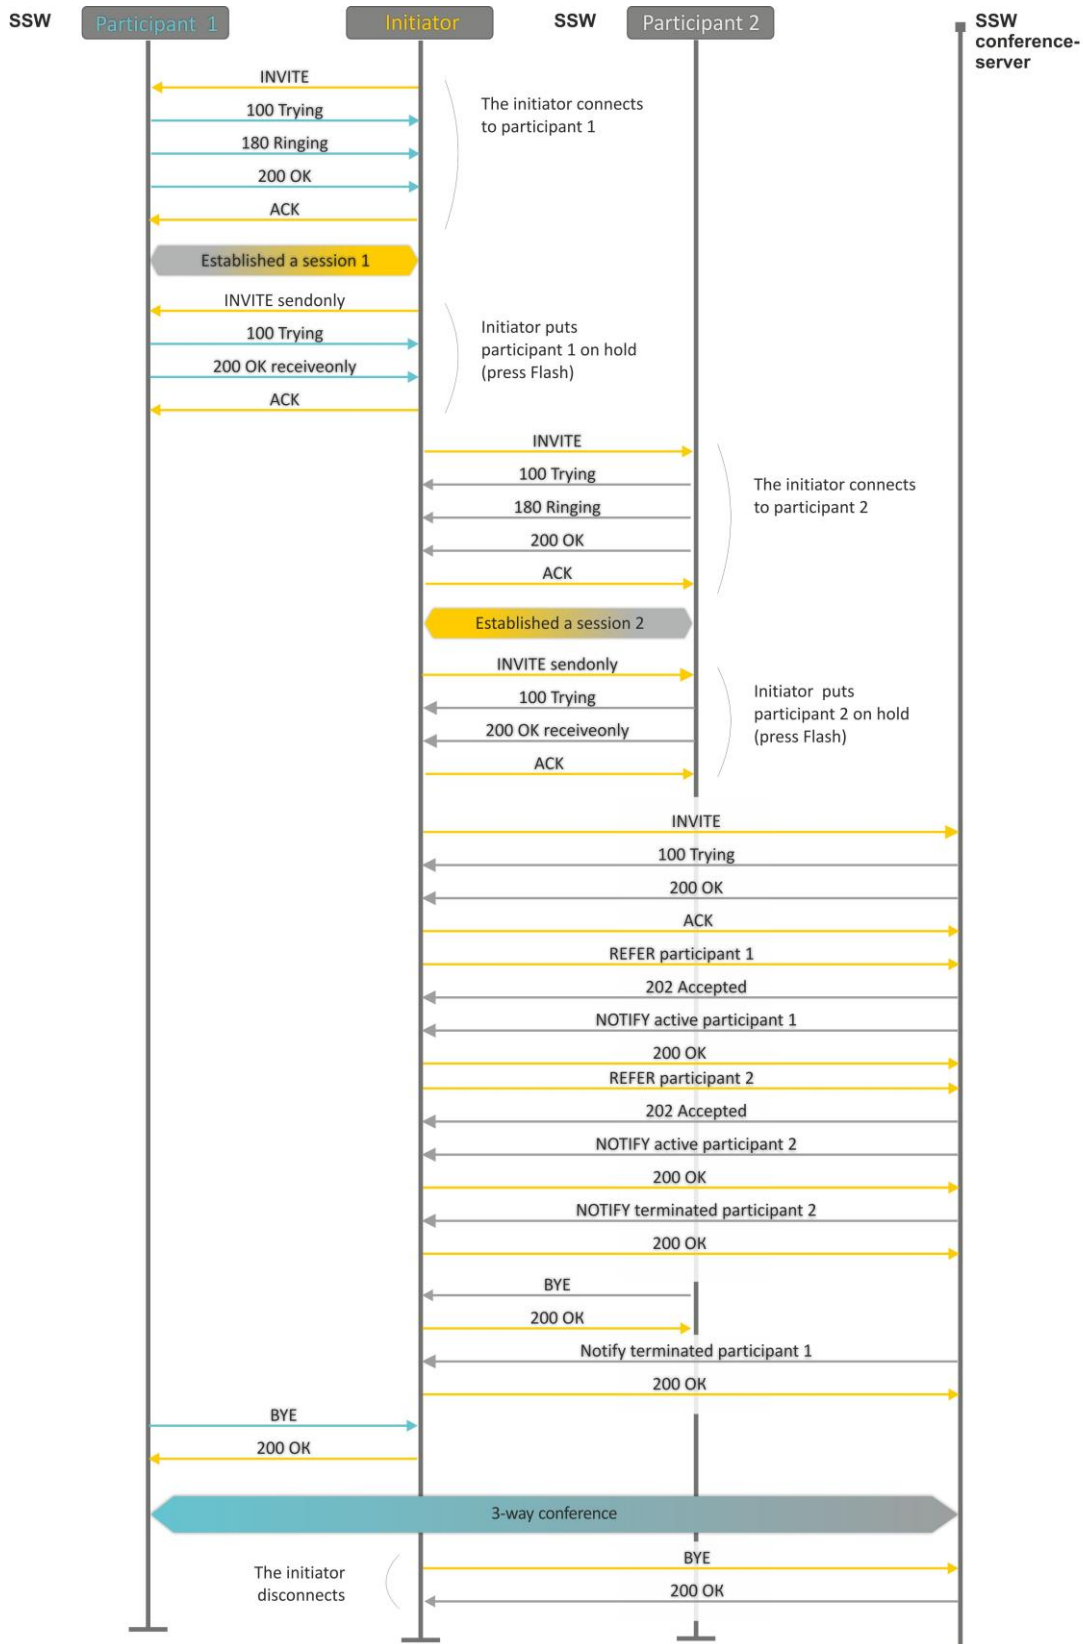 SSW
Participant 1
Initiator
SSW
Participant 2
SSW
conference-
server
INVITE
100 Trying
180 Ringing
200 OK
ACK
The initiator connects
to participant 1
Established a session 1
INVITE sendonly
100 Trying
200 OK receiveonly
ACK
Initiator puts
participant 1 on hold
(press Flash)
INVITE
100 Trying
180 Ringing
200 OK
ACK
The initiator connects
to participant 2
Established a session 2
INVITE sendonly
100 Trying
200 OK receiveonly
ACK
Initiator puts
participant 2 on hold
(press Flash)
INVITE
100 Trying
200 OK
ACK
REFER participant 1
202 Accepted
NOTIFY active participant 1
200 OK
REFER participant 2
202 Accepted
NOTIFY active participant 2
200 OK
NOTIFY terminated participant 2
200 OK
BYE
200 OK
Notify terminated participant 1
200 OK
BYE
200 OK
3-way conference
The initiator
disconnects
BYE
200 OK